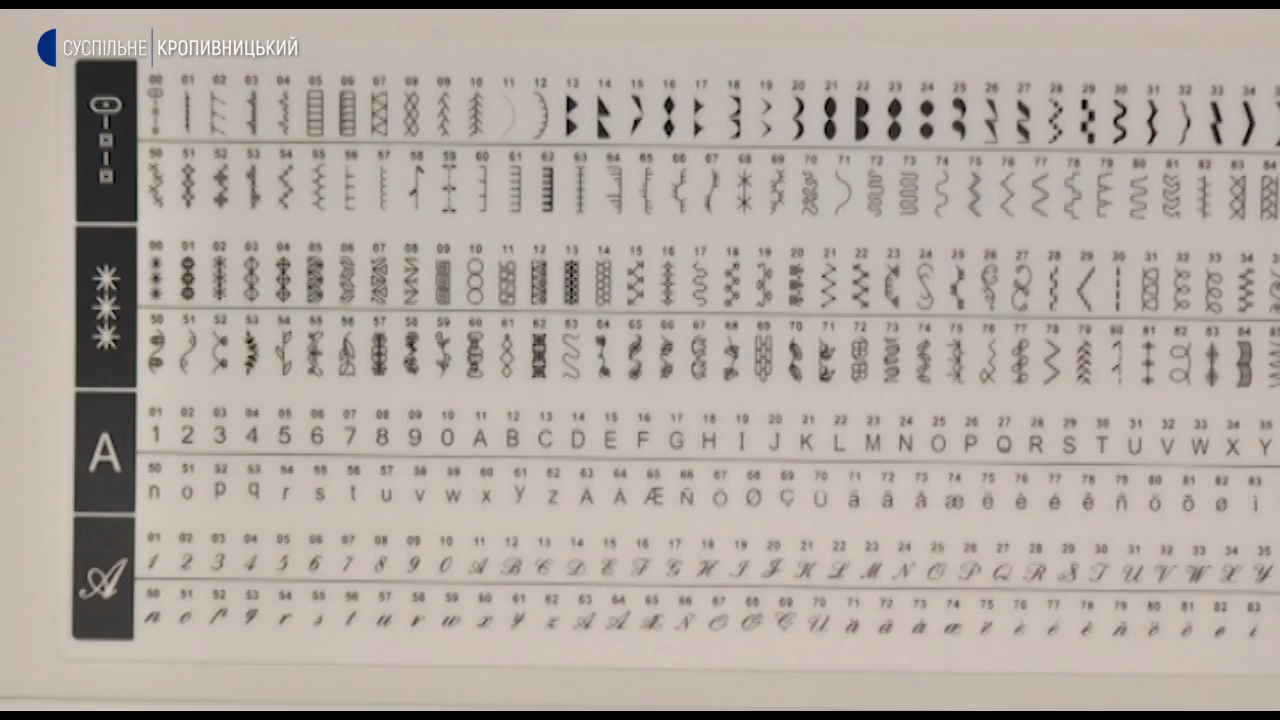 СУСПІЛЬНЕ КРОПИВНИЦЬКИЙ
00 01 02 03 04 05 06 07 08 09 10 11 12 13 14 15 16 17 18 19 20 21 22 23 24 25 26 27 28 29 30 31 32 33 34
50 51 52 53 54 55 56 57 58 59 60 61 62 63 64 65 66 67 68 69 70 71 72 73 74 75 76 77 78 79 80 81 82 83 84
00 01 02 03 04 05 06 07 08 09 10 11 12 13 14 15 16 17 18 19 20 21 22 23 24 25 26 27 28 29 30 31 32 33 34
50 51 52 53 54 55 56 57 58 59 60 61 62 63 64 65 66 67 68 69 70 71 72 73 74 75 76 77 78 79 80 81 82 83 84
A
01 02 03 04 05 06 07 08 09 10 11 12 13 14 15 16 17 18 19 20 21 22 23 24 25 26 27 28 29 30 31 32 33 34 35
1 2 3 4 5 6 7 8 9 0 A B C D E F G H I J K L M N O P Q R S T U V W X Y
50 51 52 53 54 55 56 57 58 59 60 61 62 63 64 65 66 67 68 69 70 71 72 73 74 75 76 77 78 79 80 81 82 83
n o p q r s t u v w x y z Æ Ñ Ö Ø Ç Ü ä æ ñ ö ø
A
01 02 03 04 05 06 07 08 09 10 11 12 13 14 15 16 17 18 19 20 21 22 23 24 25 26 27 28 29 30 31 32 33 34 35
1 2 3 4 5 6 7 8 9 0 A B C D E F G H I J K L M N O P Q R S T U V W X Y
50 51 52 53 54 55 56 57 58 59 60 61 62 63 64 65 66 67 68 69 70 71 72 73 74 75 76 77 78 79 80 81 82 83
n o p q r s t u v w x y z